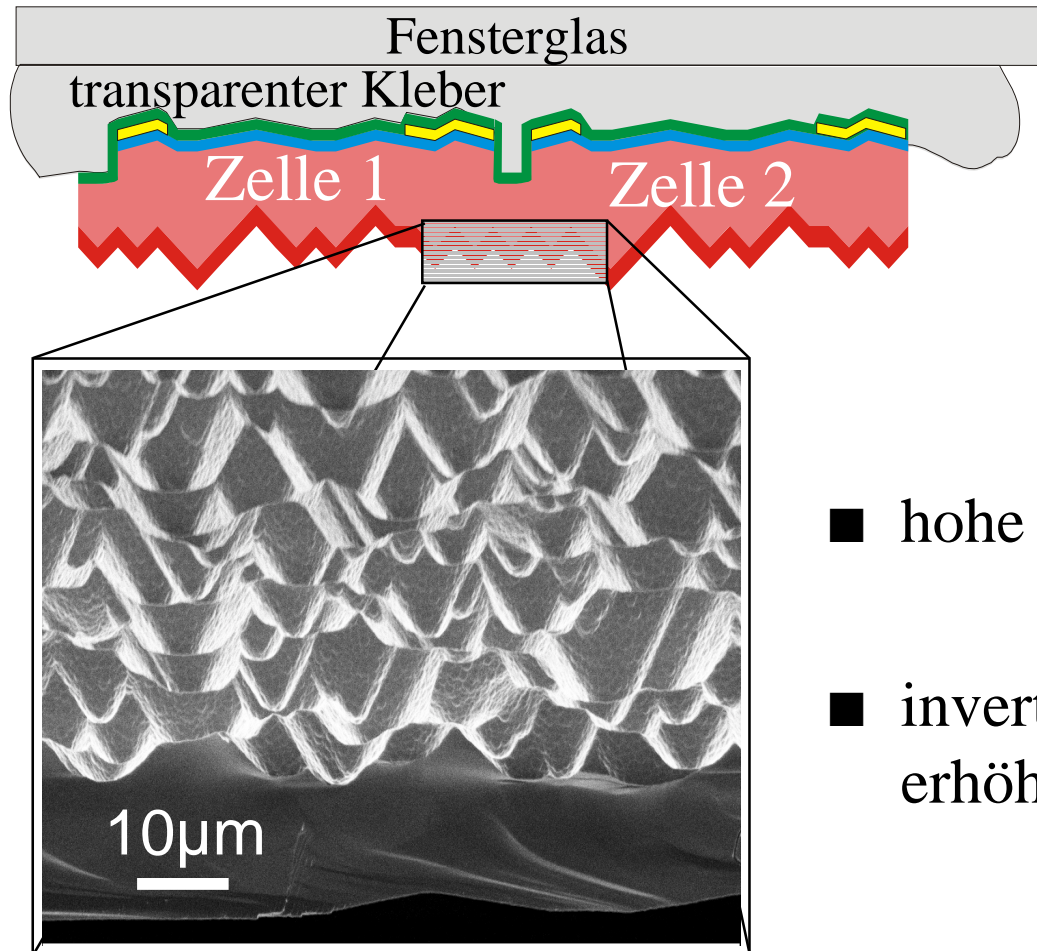 Fensterglas
transparenter Kleber
Zelle 1
Zelle 2
hohe
invert
erhöh
10µm